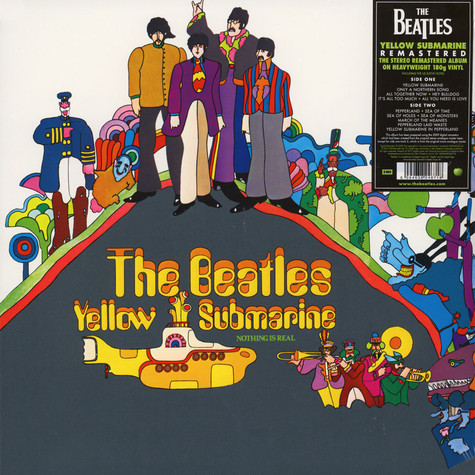 The Beatles
Yellow Submarine
NOTHING IS REAL
THE
BEATLES
YELLOW SUBMARINE
REMASTERED
THE STEREO REMASTERED ALBUM
ON HEAVYWEIGHT 180g VINYL
SIDE ONE
YELLOW SUBMARINE
ONLY A NORTHERN SONG
ALL TOGETHER NOW • HEY BULLDOG
IT'S ALL TOO MUCH • ALL YOU NEED IS LOVE
SIDE TWO
PEPPERLAND • SEA OF TIME
SEA OF HOLES • SEA OF MONSTERS
MARCH OF THE MEANIES
PEPPERLAND LAID WASTE
YELLOW SUBMARINE IN PEPPERLAND
www.thebeatles.com